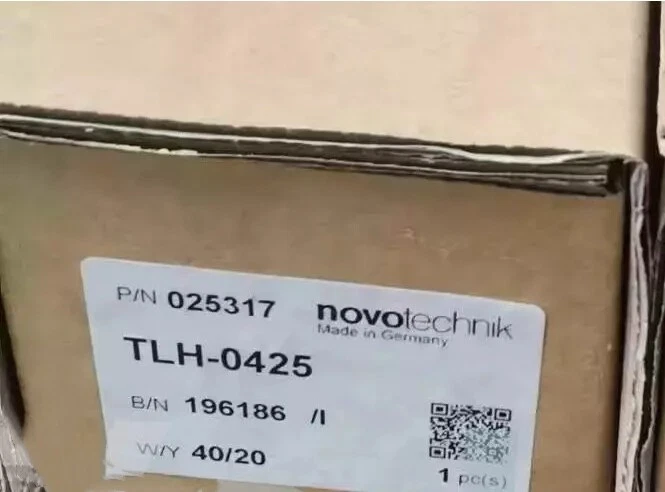 P/N 025317 novotechnik
Made in Germany
TLH-0425
B/N 196186 /I
W/Y 40/20
1 pc(s)